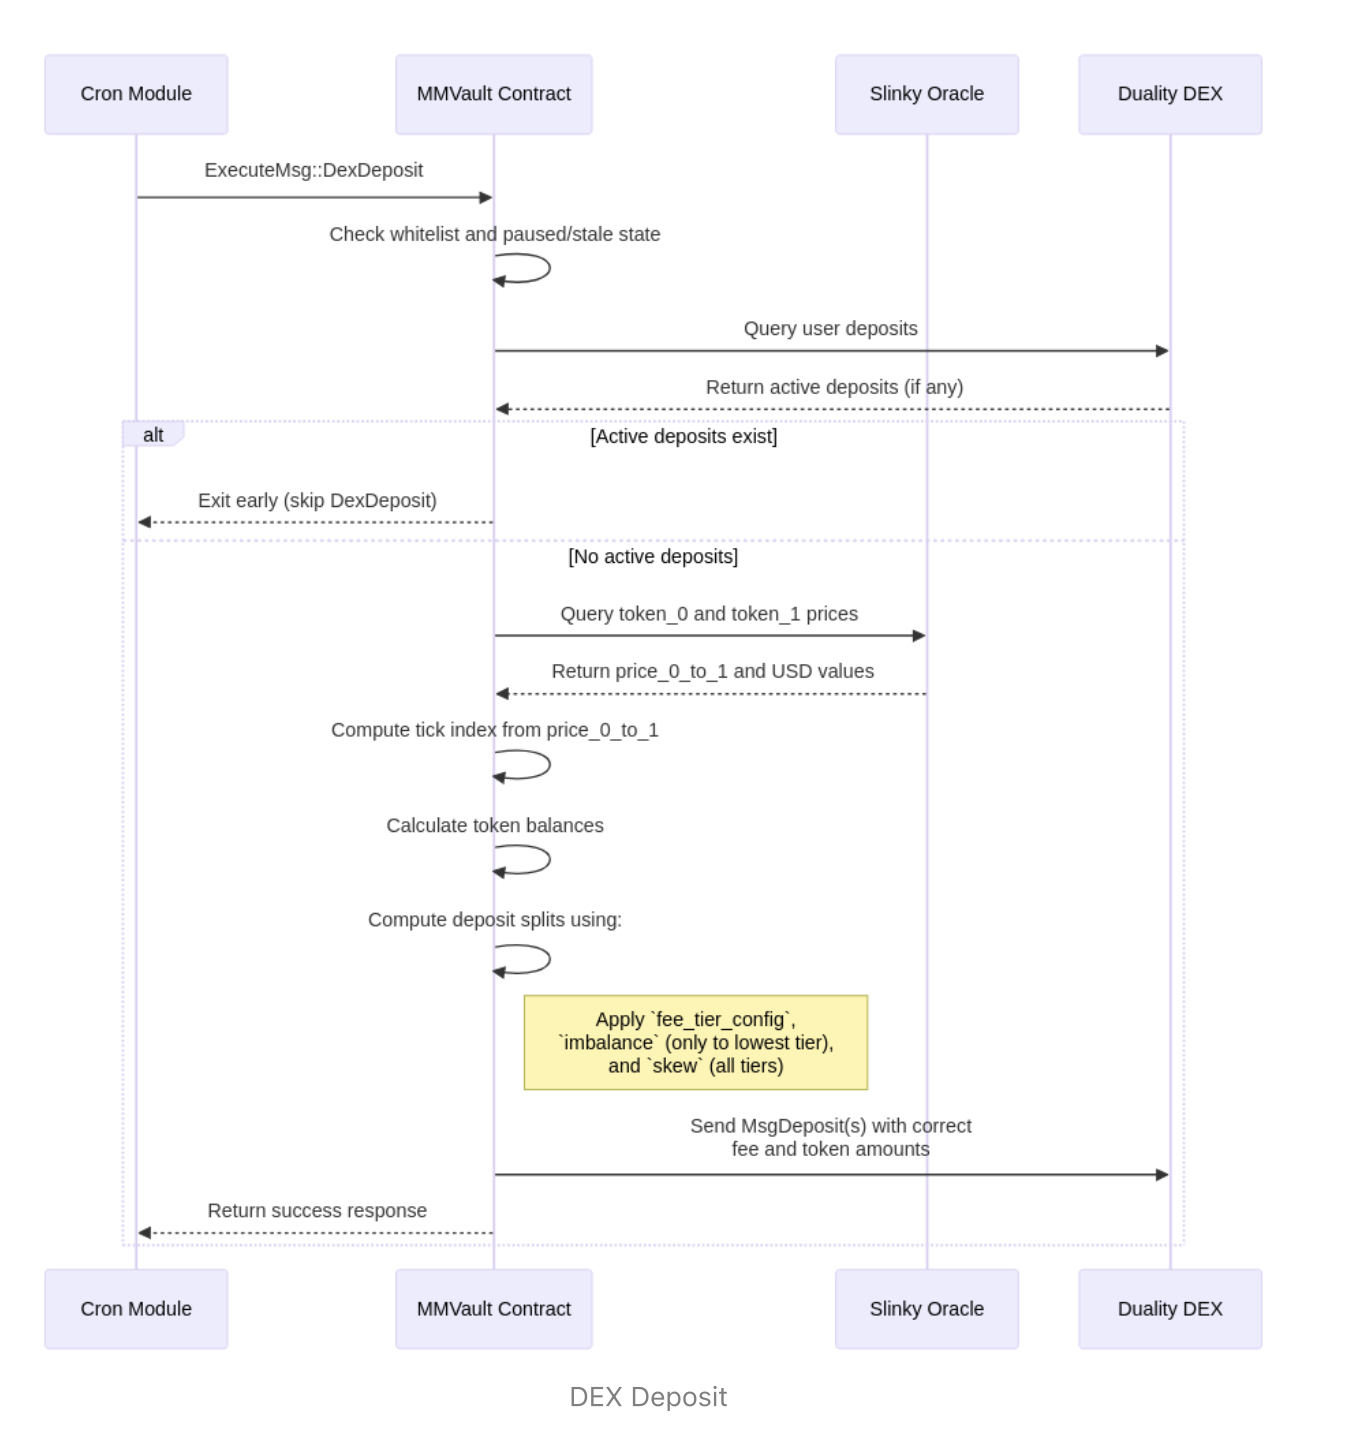 Cron Module
MMVault Contract
Slinky Oracle
Duality DEX
ExecuteMsg::DexDeposit
Check whitelist and paused/stale state
Query user deposits
Return active deposits (if any)
alt
[Active deposits exist]
Exit early (skip DexDeposit)
[No active deposits]
Query token_0 and token_1 prices
Return price_0_to_1 and USD values
Compute tick index from price_0_to_1
Calculate token balances
Compute deposit splits using:
Apply `fee_tier_config`,
`imbalance` (only to lowest tier),
and `skew` (all tiers)
Send MsgDeposit(s) with correct
fee and token amounts
Return success response
Cron Module
MMVault Contract
Slinky Oracle
Duality DEX
DEX Deposit